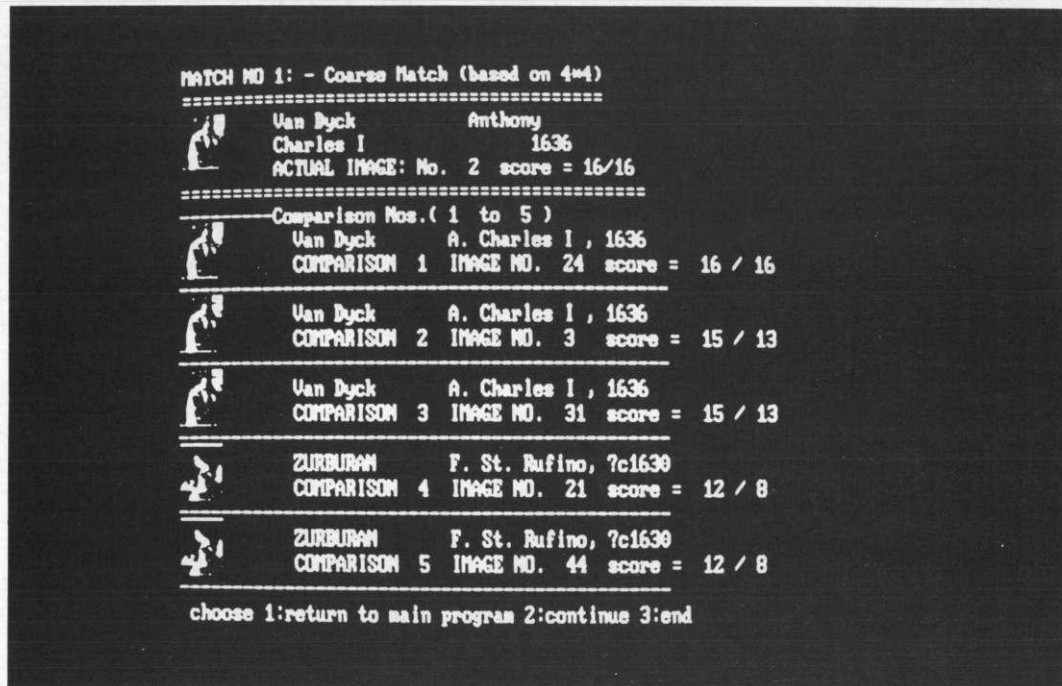 MATCH NO 1: - Coarse Match (based on 4*4)
==========================================
Van Dyck Anthony
Charles I 1636
ACTUAL IMAGE: No. 2 score = 16/16
==============================================
----------Comparison Nos.( 1 to 5 )
Van Dyck A. Charles I , 1636
COMPARISON 1 IMAGE NO. 24 score = 16 / 16
Van Dyck A. Charles I , 1636
COMPARISON 2 IMAGE NO. 3 score = 15 / 13
Van Dyck A. Charles I , 1636
COMPARISON 3 IMAGE NO. 31 score = 15 / 13
ZURBURAN F. St. Rufino, ?c1630
COMPARISON 4 IMAGE NO. 21 score = 12 / 8
ZURBURAN F. St. Rufino, ?c1630
COMPARISON 5 IMAGE NO. 44 score = 12 / 8
choose 1:return to main program 2:continue 3:end